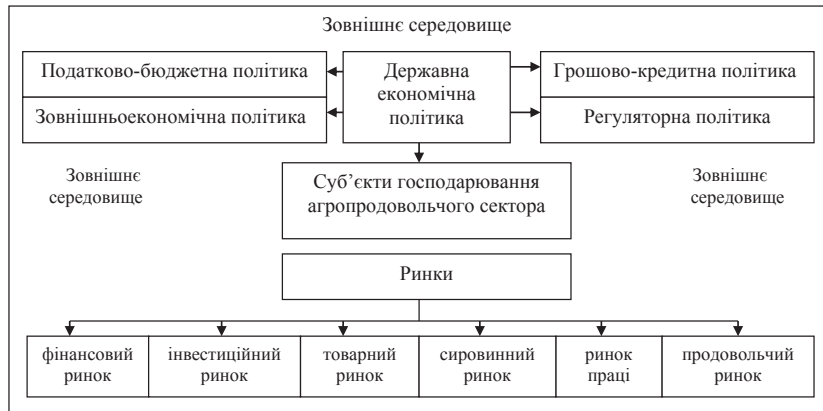 Зовнішнє середовище
Податково-бюджетна політика
Зовнішньоекономічна політика
Державна
економічна
політика
Грошово-кредитна політика
Регуляторна політика
Зовнішнє
середовище
Суб’єкти господарювання
агропродовольчого сектора
Зовнішнє
середовище
Ринки
фінансовий
ринок
інвестиційний
ринок
товарний
ринок
сировинний
ринок
ринок
праці
продовольчий
ринок